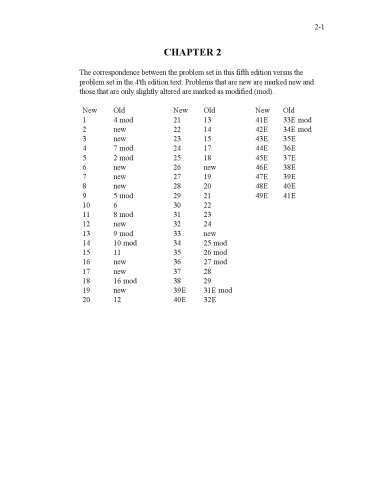 2-1
CHAPTER 2
The correspondence between the problem set in this fifth edition versus the
problem set in the 4'th edition text. Problems that are new are marked new and
those that are only slightly altered are marked as modified (mod).
New Old New Old New Old
1 4 mod 21 13 41E 33E mod
2 new 22 14 42E 34E mod
3 new 23 15 43E 35E
4 7 mod 24 17 44E 36E
5 2 mod 25 18 45E 37E
6 new 26 new 46E 38E
7 new 27 19 47E 39E
8 new 28 20 48E 40E
9 5 mod 29 21 49E 41E
10 6 30 22
11 8 mod 31 23
12 new 32 24
13 9 mod 33 new
14 10 mod 34 25 mod
15 11 35 26 mod
16 new 36 27 mod
17 new 37 28
18 16 mod 38 29
19 new 39E 31E mod
20 12 40E 32E